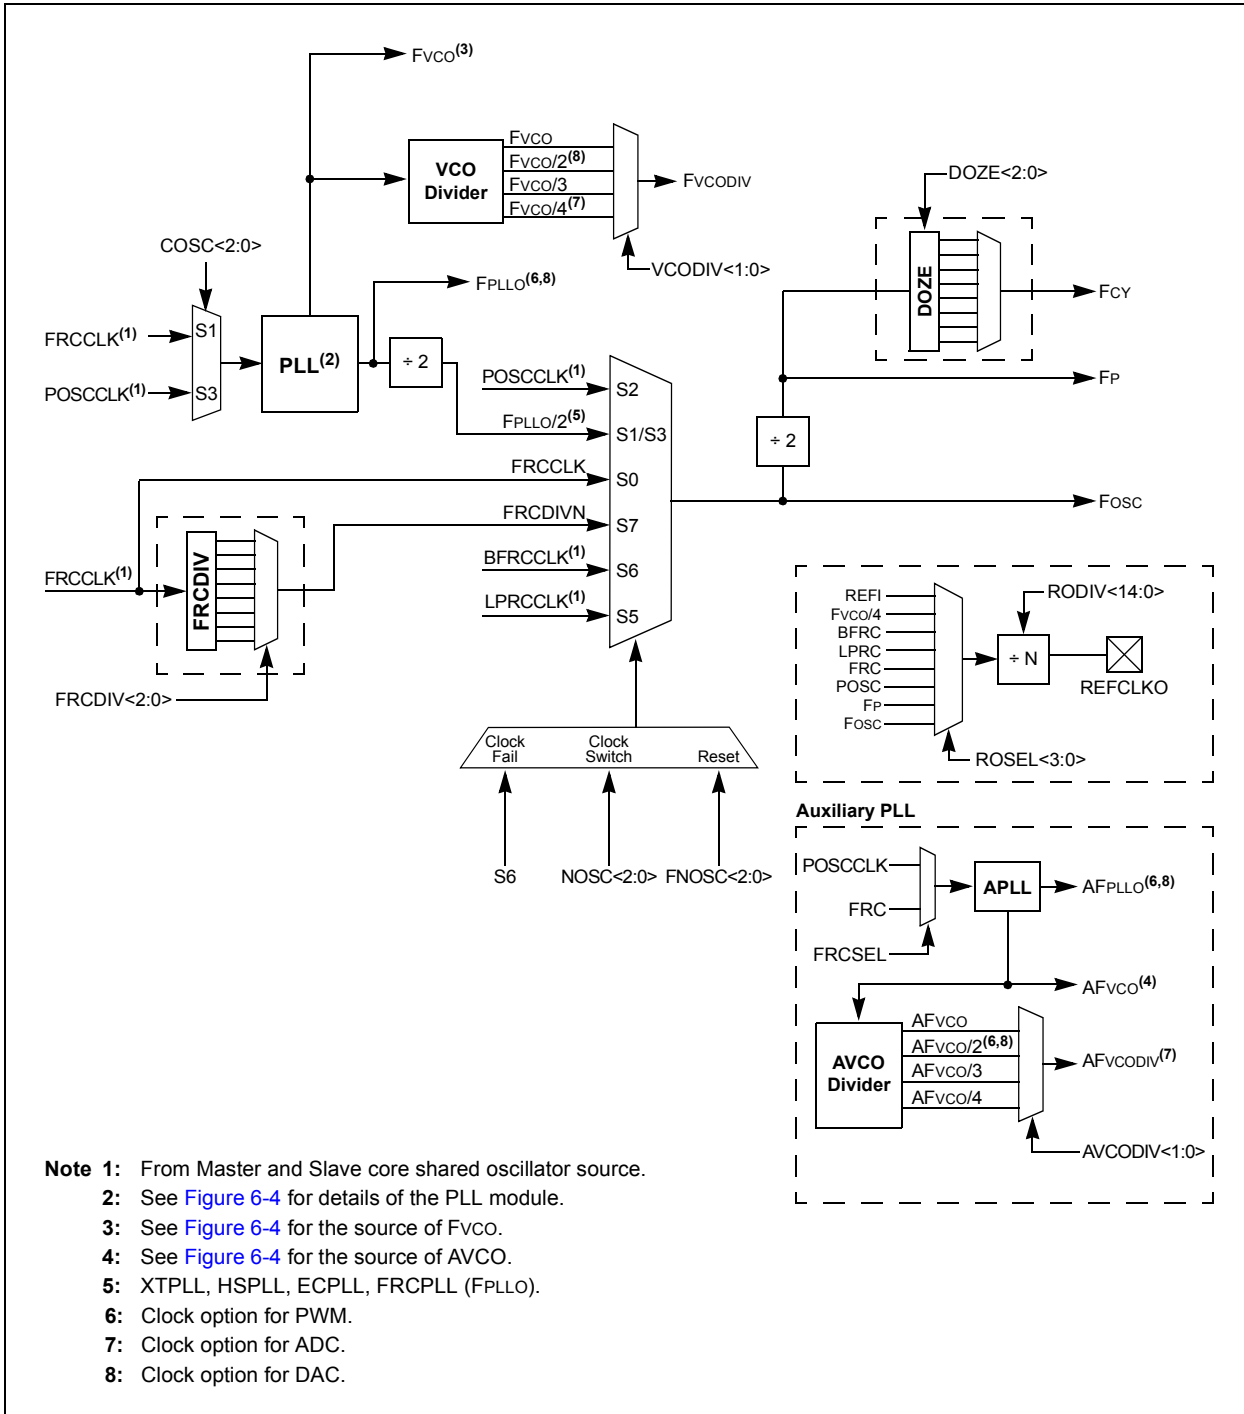 FVCO(3)
VCO
Divider
FVCO
FVCO/2(8)
FVCO/3
FVCO/4(7)
FVCODIV
VCODIV<1:0>
DOZE<2:0>
DOZE
FCY
COSC<2:0>
FPLLO(6,8)
FRCCLK(1)
S1
POSCCLK(1)
S3
PLL(2)
÷ 2
FP
÷ 2
FOSC
POSCCLK(1)
S2
FPLLO/2(5)
S1/S3
FRCCLK
S0
FRCDIVN
S7
BFRCCLK(1)
S6
LPRCCLK(1)
S5
FRCCLK(1)
FRCDIV
FRCDIV<2:0>
Clock
Fail
Clock
Switch
Reset
S6
NOSC<2:0>
FNOSC<2:0>
REFI
FVCO/4
BFRC
LPRC
FRC
POSC
FP
FOSC
RODIV<14:0>
÷ N
REFCLKO
ROSEL<3:0>
Auxiliary PLL
POSCCLK
FRC
FRCSEL
APLL
AFPLLO(6,8)
AFVCO(4)
AVCO
Divider
AFVCO
AFVCO/2(6,8)
AFVCO/3
AFVCO/4
AFVCODIV(7)
AVCODIV<1:0>
Note 1: From Master and Slave core shared oscillator source.
2: See Figure 6-4 for details of the PLL module.
3: See Figure 6-4 for the source of FVCO.
4: See Figure 6-4 for the source of AVCO.
5: XTPLL, HSPLL, ECPLL, FRCPLL (FPLLO).
6: Clock option for PWM.
7: Clock option for ADC.
8: Clock option for DAC.